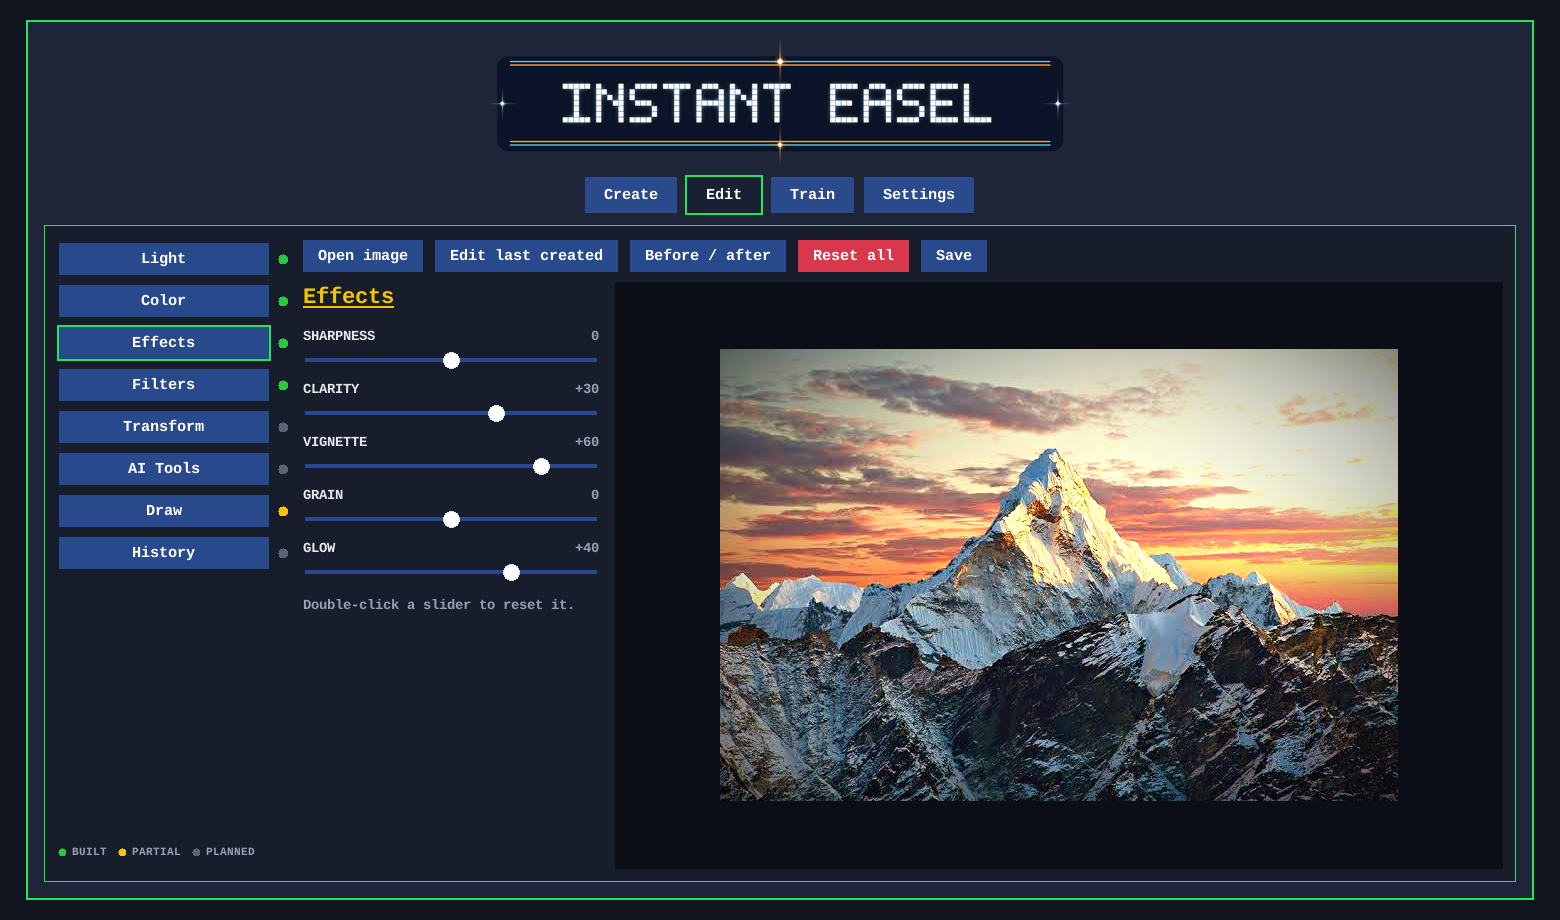 INSTANT EASEL
Create Edit Train Settings
Light
Color
Effects
Filters
Transform
AI Tools
Draw
History
Open image Edit last created Before / after Reset all Save
Effects
SHARPNESS 0
CLARITY +30
VIGNETTE +60
GRAIN 0
GLOW +40
Double-click a slider to reset it.
BUILT PARTIAL PLANNED